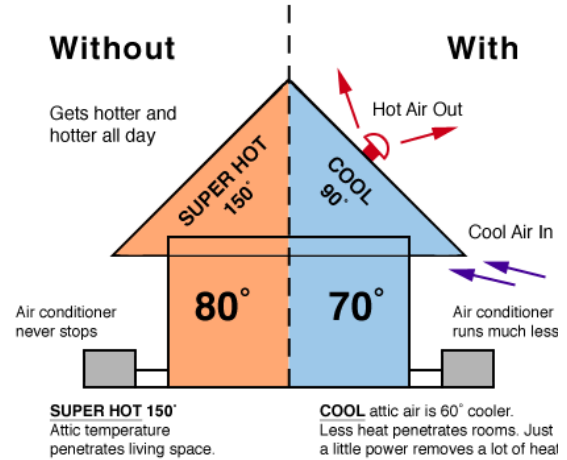 Without
With
Gets hotter and
hotter all day
Hot Air Out
SUPER HOT
150°
COOL
90°
Cool Air In
80°
70°
Air conditioner
never stops
Air conditioner
runs much less
SUPER HOT 150°
Attic temperature
penetrates living space.
COOL attic air is 60° cooler.
Less heat penetrates rooms. Just
a little power removes a lot of heat